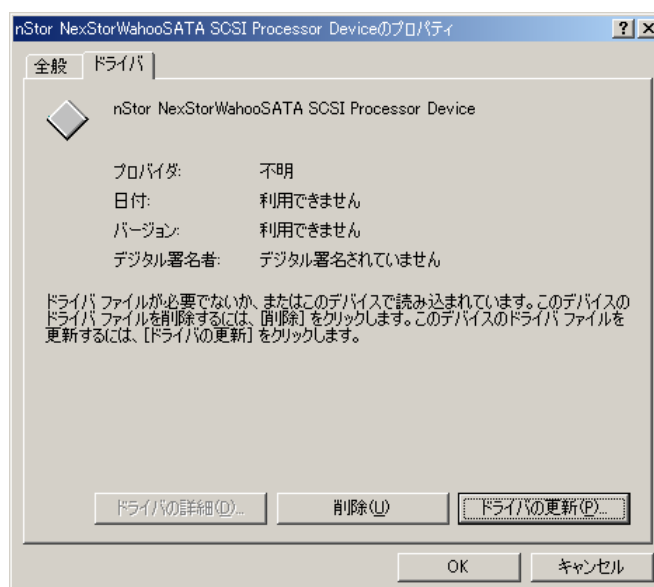 nStor NexStorWahooSATA SCSI Processor Deviceのプロパティ
全般
ドライバ
nStor NexStorWahooSATA SCSI Processor Device
プロバイダ: 不明
日付: 利用できません
バージョン: 利用できません
デジタル署名者: デジタル署名されていません
ドライバ ファイルが必要でないか、またはこのデバイスで読み込まれています。このデバイスの
ドライバ ファイルを削除するには、[削除] をクリックします。このデバイスのドライバ ファイルを
更新するには、[ドライバの更新] をクリックします。
ドライバの詳細(D)...
削除(U)
ドライバの更新(P)...
OK
キャンセル